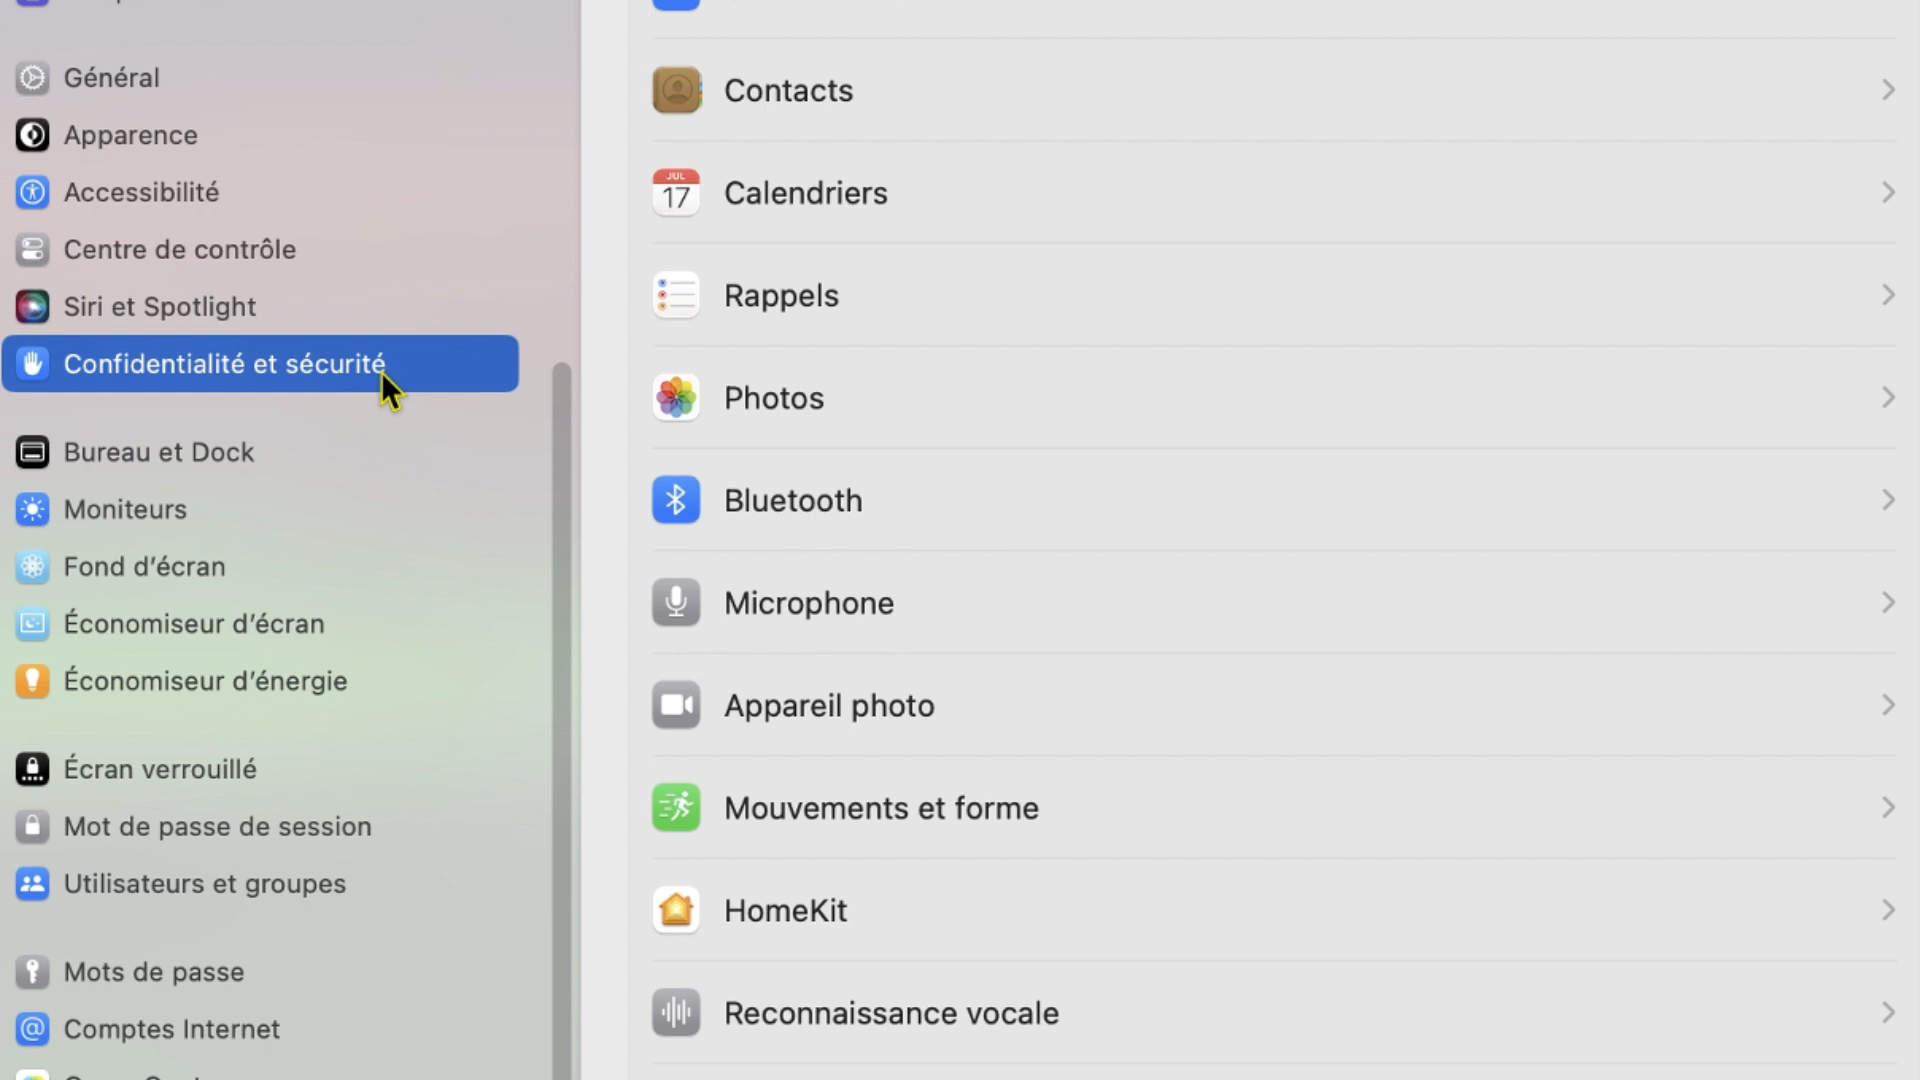 Général
Apparence
Accessibilité
Centre de contrôle
Siri et Spotlight
Confidentialité et sécurité
Bureau et Dock
Moniteurs
Fond d’écran
Économiseur d’écran
Économiseur d’énergie
Écran verrouillé
Mot de passe de session
Utilisateurs et groupes
Mots de passe
Comptes Internet
Contacts
JUL
17
Calendriers
Rappels
Photos
Bluetooth
Microphone
Appareil photo
Mouvements et forme
HomeKit
Reconnaissance vocale